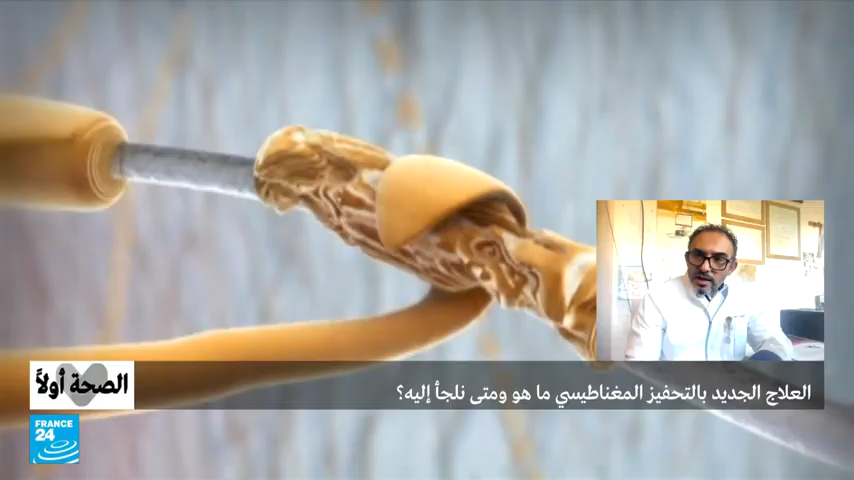 الصحة أولاً
العلاج الجديد بالتحفيز المغناطيسي ما هو ومتى نلجأ إليه؟
FRANCE
24